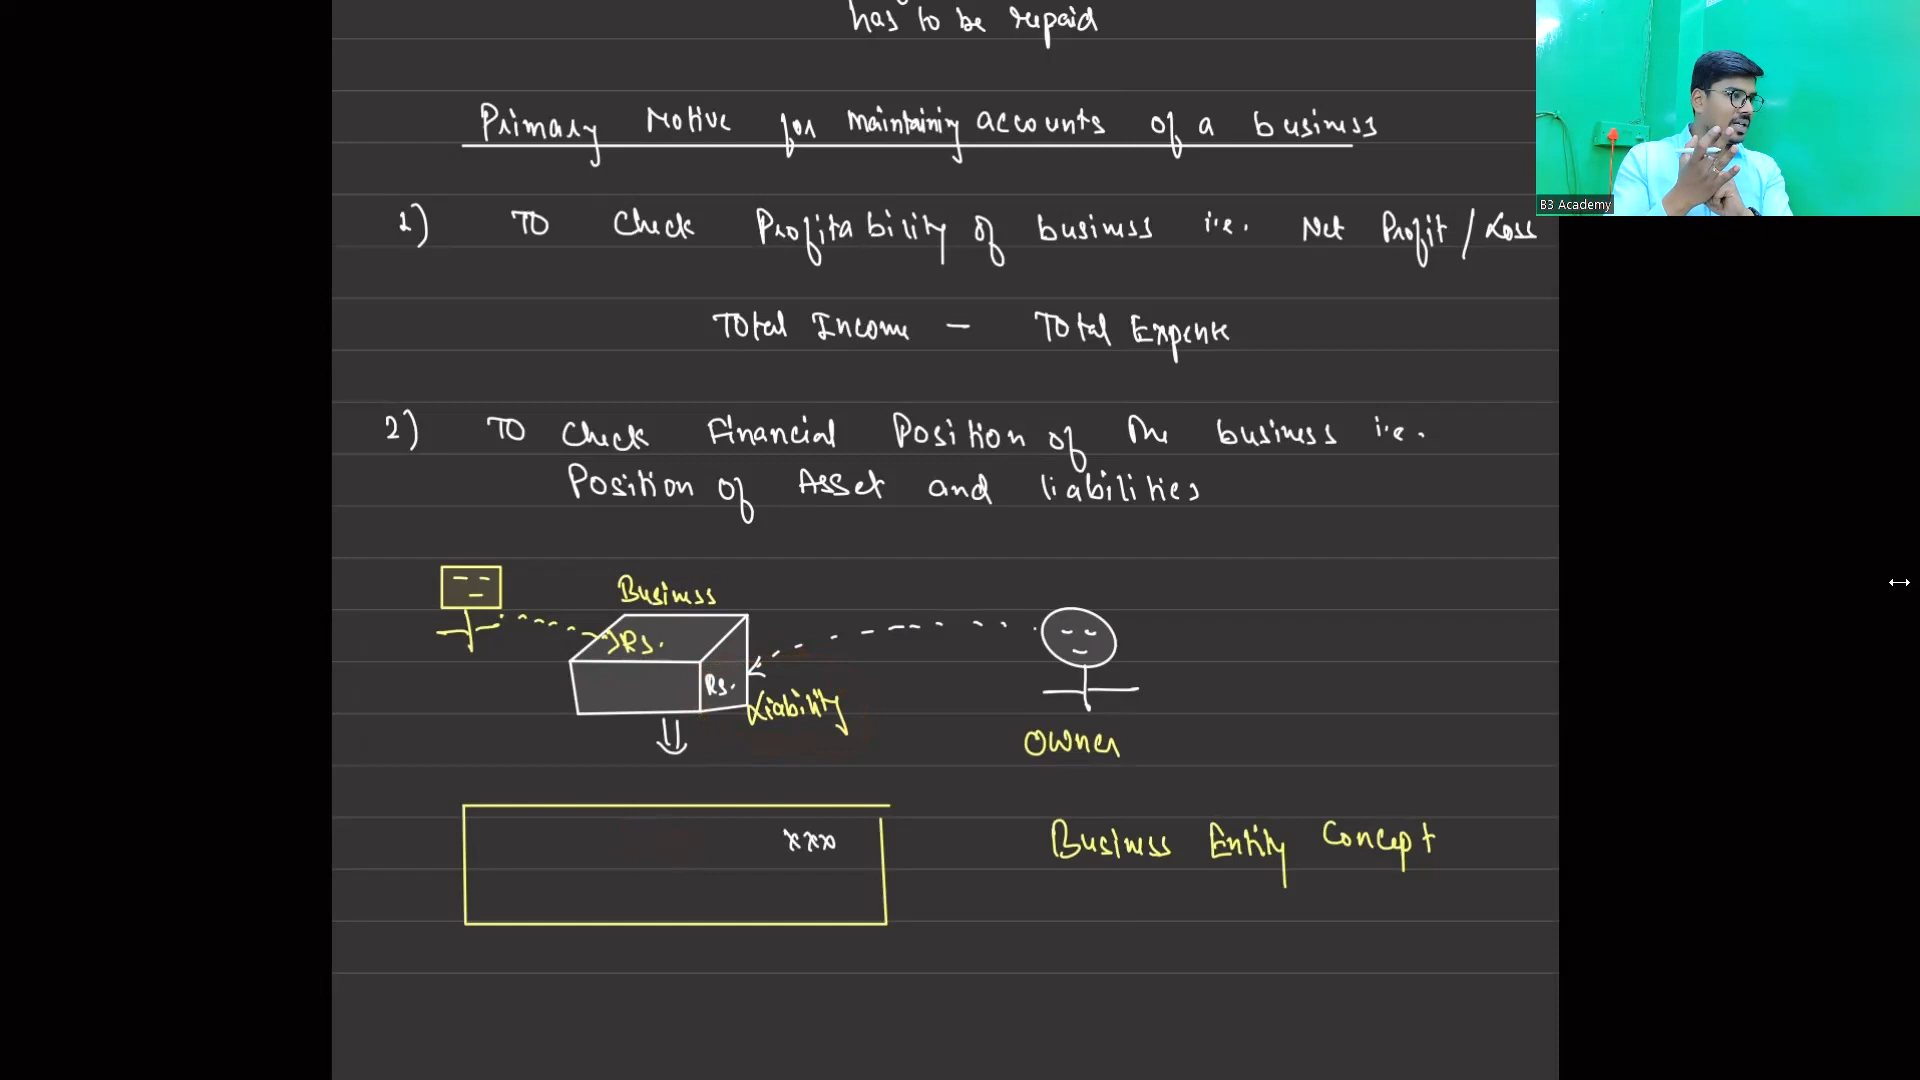 has to be repaid
Primary Motive for Maintaining accounts of a business
B3 Academy
1) To Check Profitability of business i.e. Net Profit / Loss
Total Income - Total Expense
2) To Check Financial Position of the business i.e.
Position of Asset and liabilities
Business
Rs.
Rs.
Liability
Owner
xxx
Business Entity Concept